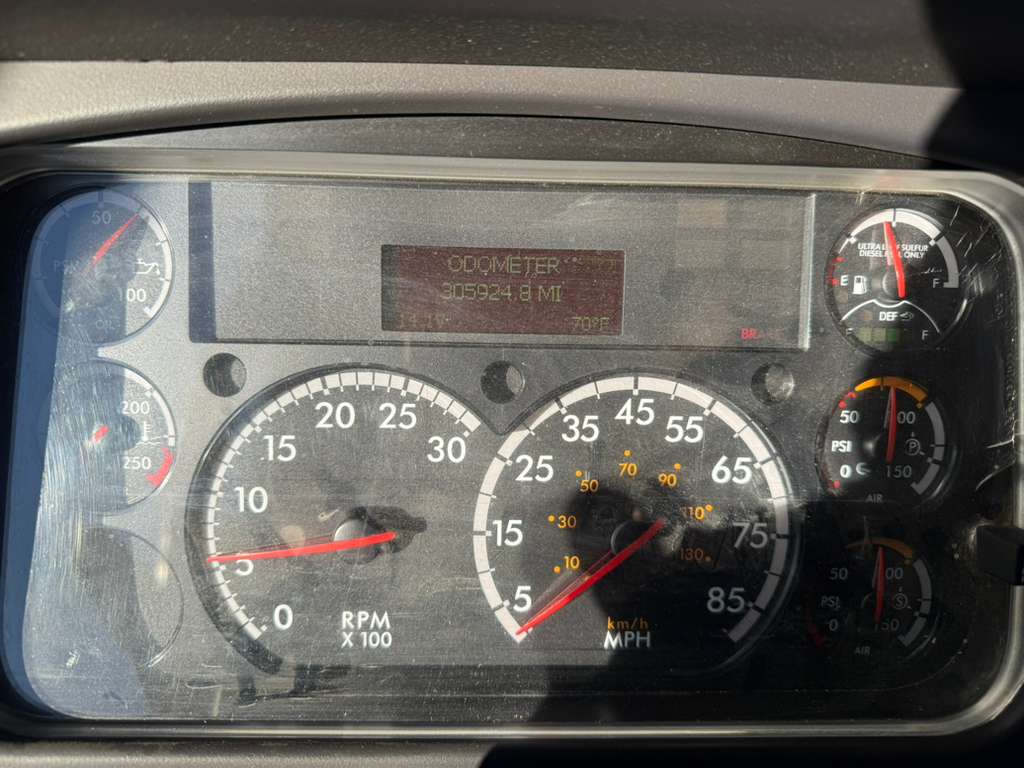 ODOMETER
305924.8 MI
70°F
BR
50
PSI
100
OIL
200
250
ULTRA LOW SULFUR
DIESEL FUEL ONLY
E F
DEF
E F
0
5
10
15
20
25
30
RPM
X 100
5
15
25
35
45
55
65
75
85
10
30
50
70
90
110
130
km/h
MPH
50 100
PSI P
0 150
AIR
50 100
PSI S
0 150
AIR